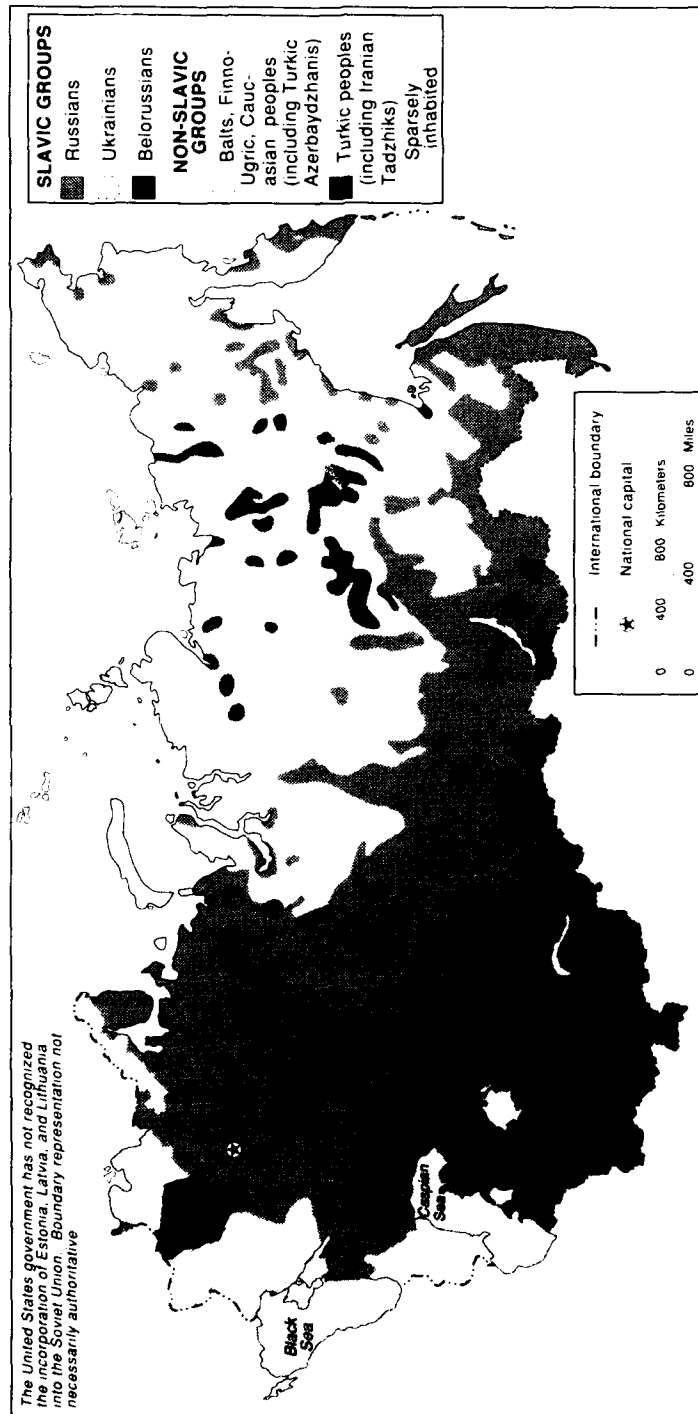 The United States government has not recognized
the incorporation of Estonia, Latvia, and Lithuania
into the Soviet Union. Boundary representation not
necessarily authoritative
SLAVIC GROUPS
Russians
Ukrainians
Belorussians
NON-SLAVIC
GROUPS
Balts, Finno-
Ugric, Cauc-
asian peoples
(including Turkic
Azerbaydzhanis)
Turkic peoples
(including Iranian
Tadzhiks)
Sparsely
inhabited
Black
Sea
Caspian
Sea
International boundary
National capital
0 400 800 Kilometers
0 400 800 Miles